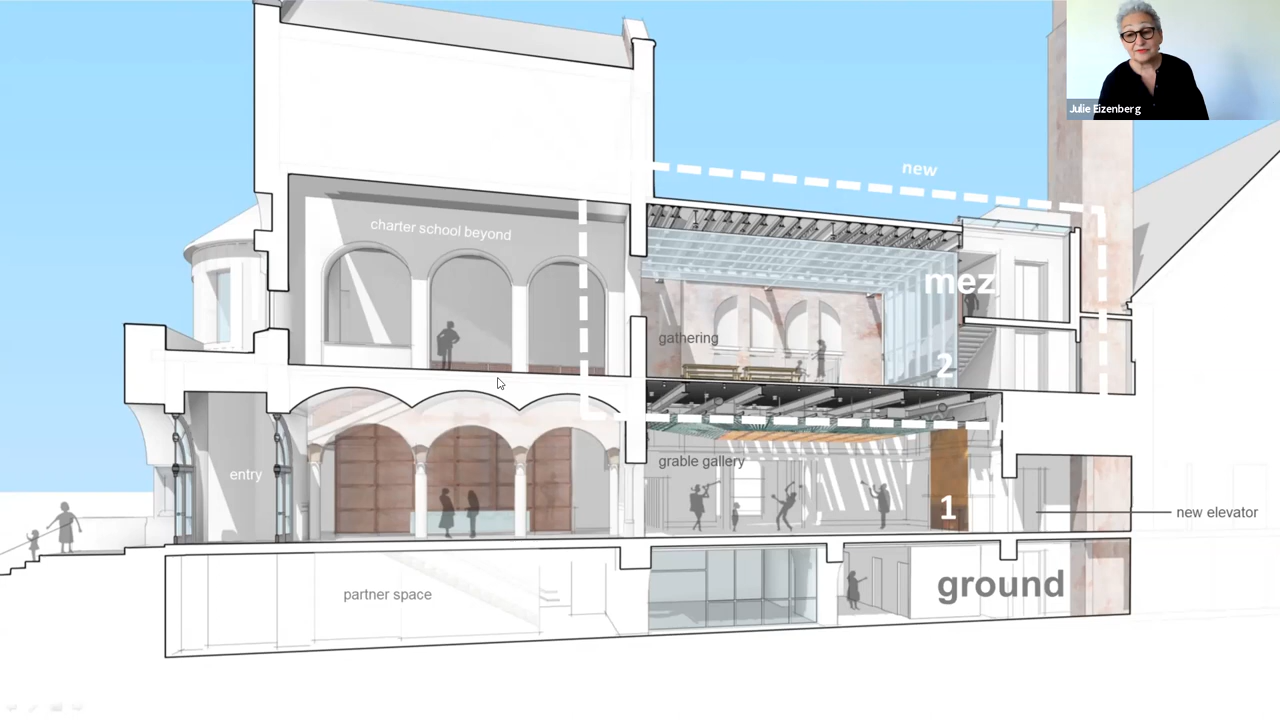 Julie Eizenberg
new
charter school beyond
mez
gathering
2
grable gallery
entry
1
new elevator
ground
partner space